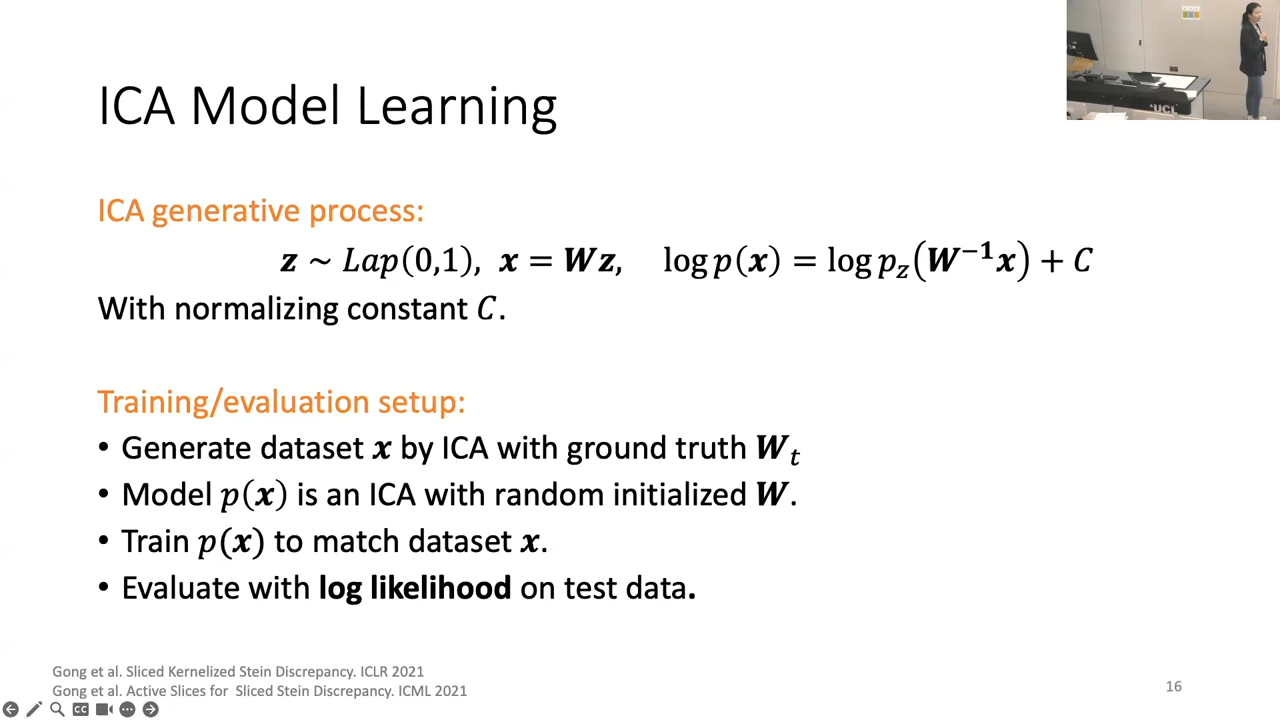 ICA Model Learning
ICA generative process:
z ~ Lap(0,1), x = Wz, log p(x) = log p_z(W⁻¹x) + C
With normalizing constant C.
Training/evaluation setup:
• Generate dataset x by ICA with ground truth W_t
• Model p(x) is an ICA with random initialized W.
• Train p(x) to match dataset x.
• Evaluate with log likelihood on test data.
Gong et al. Sliced Kernelized Stein Discrepancy. ICLR 2021
Gong et al. Active Slices for Sliced Stein Discrepancy. ICML 2021
16
UCL
CC